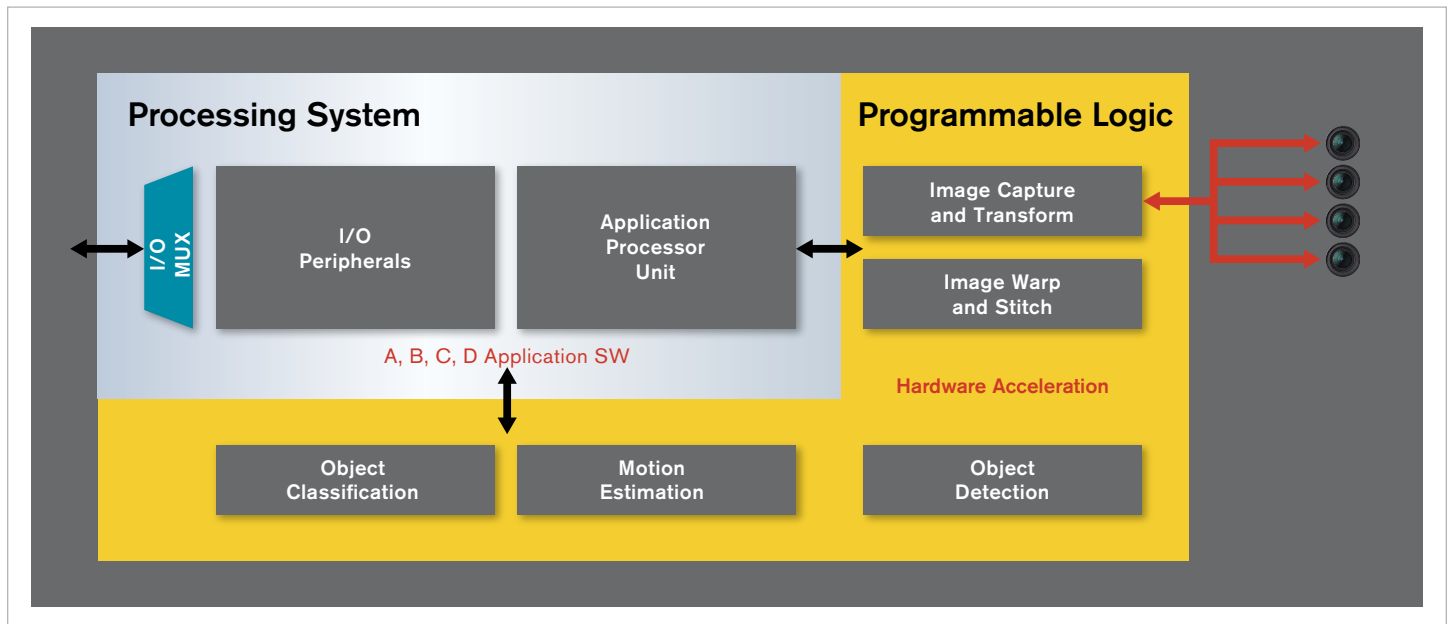 Processing System
Programmable Logic
I/O
MUX
I/O
Peripherals
Application
Processor
Unit
Image Capture
and Transform
Image Warp
and Stitch
A, B, C, D Application SW
Hardware Acceleration
Object
Classification
Motion
Estimation
Object
Detection